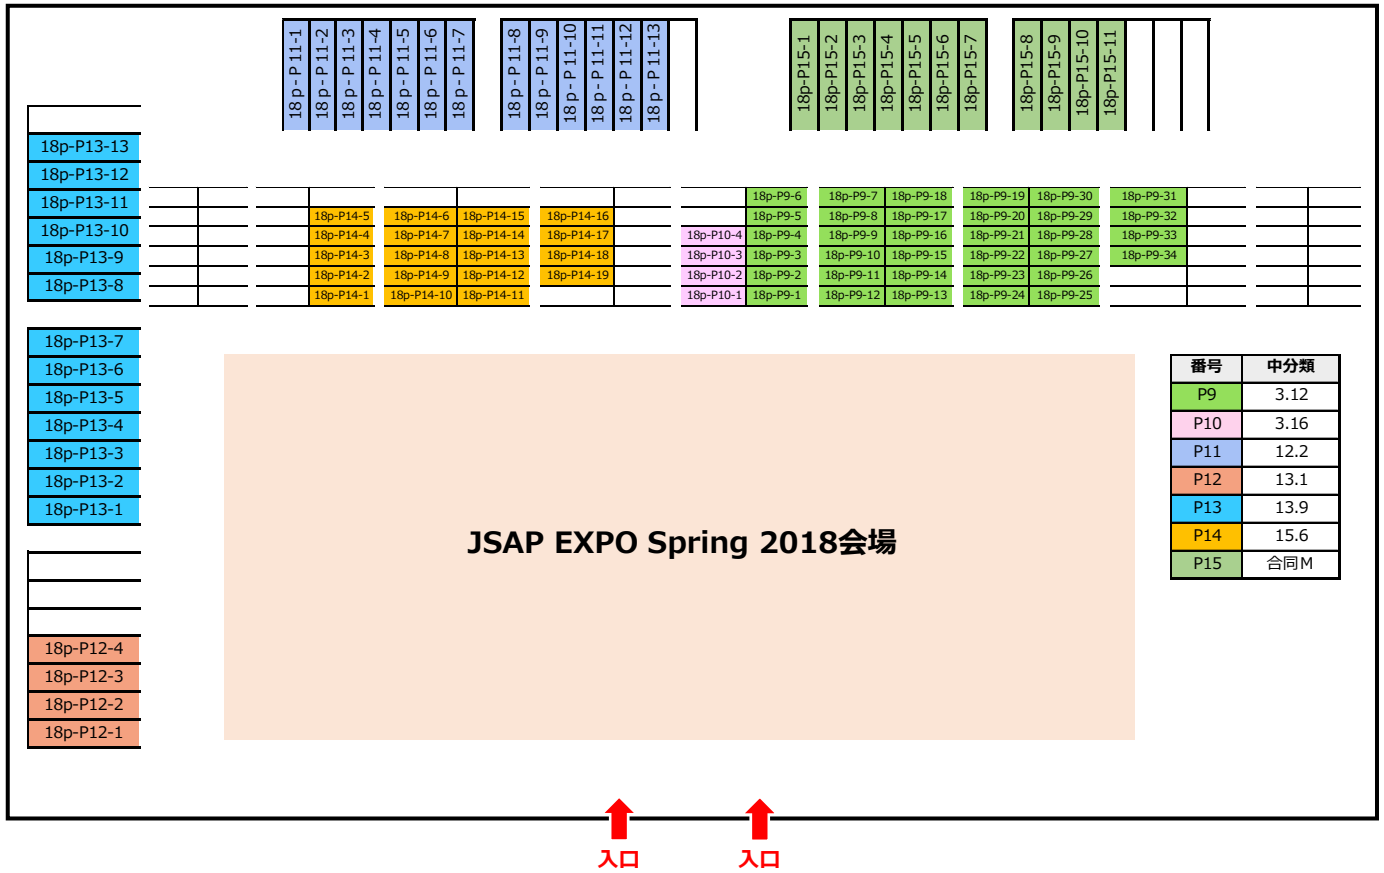 18p-P11-1
18p-P11-2
18p-P11-3
18p-P11-4
18p-P11-5
18p-P11-6
18p-P11-7
18p-P11-8
18p-P11-9
18p-P11-10
18p-P11-11
18p-P11-12
18p-P11-13
18p-P15-1
18p-P15-2
18p-P15-3
18p-P15-4
18p-P15-5
18p-P15-6
18p-P15-7
18p-P15-8
18p-P15-9
18p-P15-10
18p-P15-11
18p-P13-13
18p-P13-12
18p-P13-11
18p-P13-10
18p-P13-9
18p-P13-8
18p-P13-7
18p-P13-6
18p-P13-5
18p-P13-4
18p-P13-3
18p-P13-2
18p-P13-1
18p-P12-4
18p-P12-3
18p-P12-2
18p-P12-1
18p-P9-6 18p-P9-7 18p-P9-18 18p-P9-19 18p-P9-30 18p-P9-31
18p-P14-5 18p-P14-6 18p-P14-15 18p-P14-16 18p-P9-5 18p-P9-8 18p-P9-17 18p-P9-20 18p-P9-29 18p-P9-32
18p-P14-4 18p-P14-7 18p-P14-14 18p-P14-17 18p-P10-4 18p-P9-4 18p-P9-9 18p-P9-16 18p-P9-21 18p-P9-28 18p-P9-33
18p-P14-3 18p-P14-8 18p-P14-13 18p-P14-18 18p-P10-3 18p-P9-3 18p-P9-10 18p-P9-15 18p-P9-22 18p-P9-27 18p-P9-34
18p-P14-2 18p-P14-9 18p-P14-12 18p-P14-19 18p-P10-2 18p-P9-2 18p-P9-11 18p-P9-14 18p-P9-23 18p-P9-26
18p-P14-1 18p-P14-10 18p-P14-11 18p-P10-1 18p-P9-1 18p-P9-12 18p-P9-13 18p-P9-24 18p-P9-25
番号 中分類
P9 3.12
P10 3.16
P11 12.2
P12 13.1
P13 13.9
P14 15.6
P15 合同M
JSAP EXPO Spring 2018会場
入口 入口